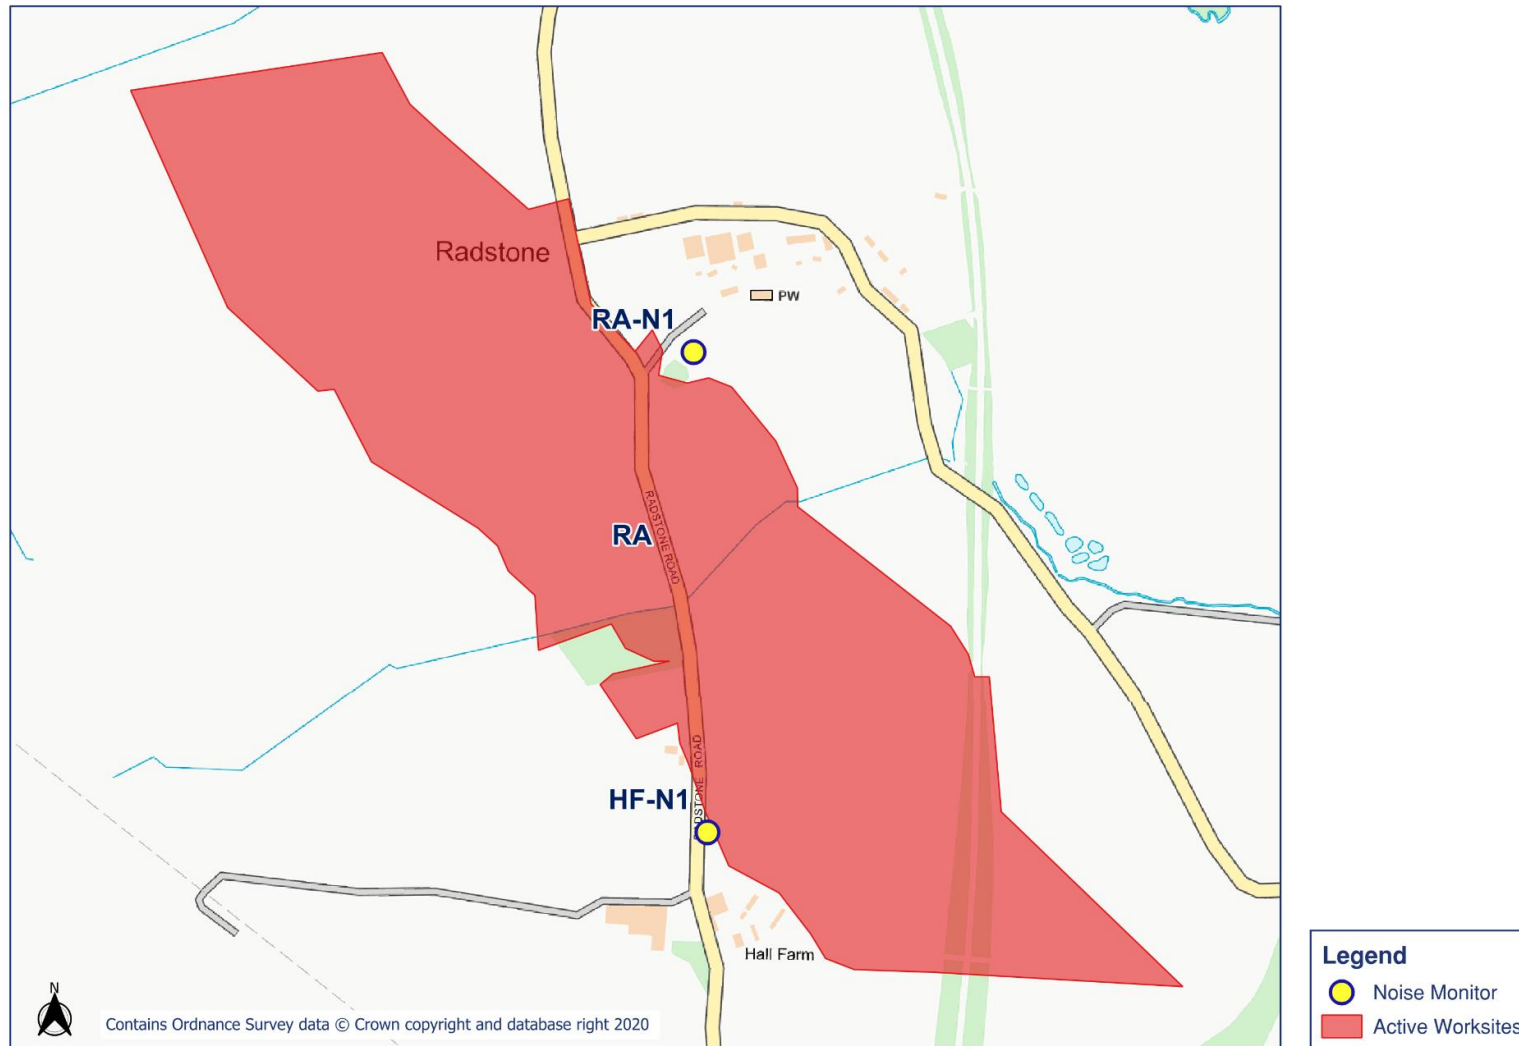 Radstone
PW
RA-N1
RADSTONE ROAD
RA
RADSTONE ROAD
HF-N1
Hall Farm
N
Contains Ordnance Survey data © Crown copyright and database right 2020
Legend
Noise Monitor
Active Worksites